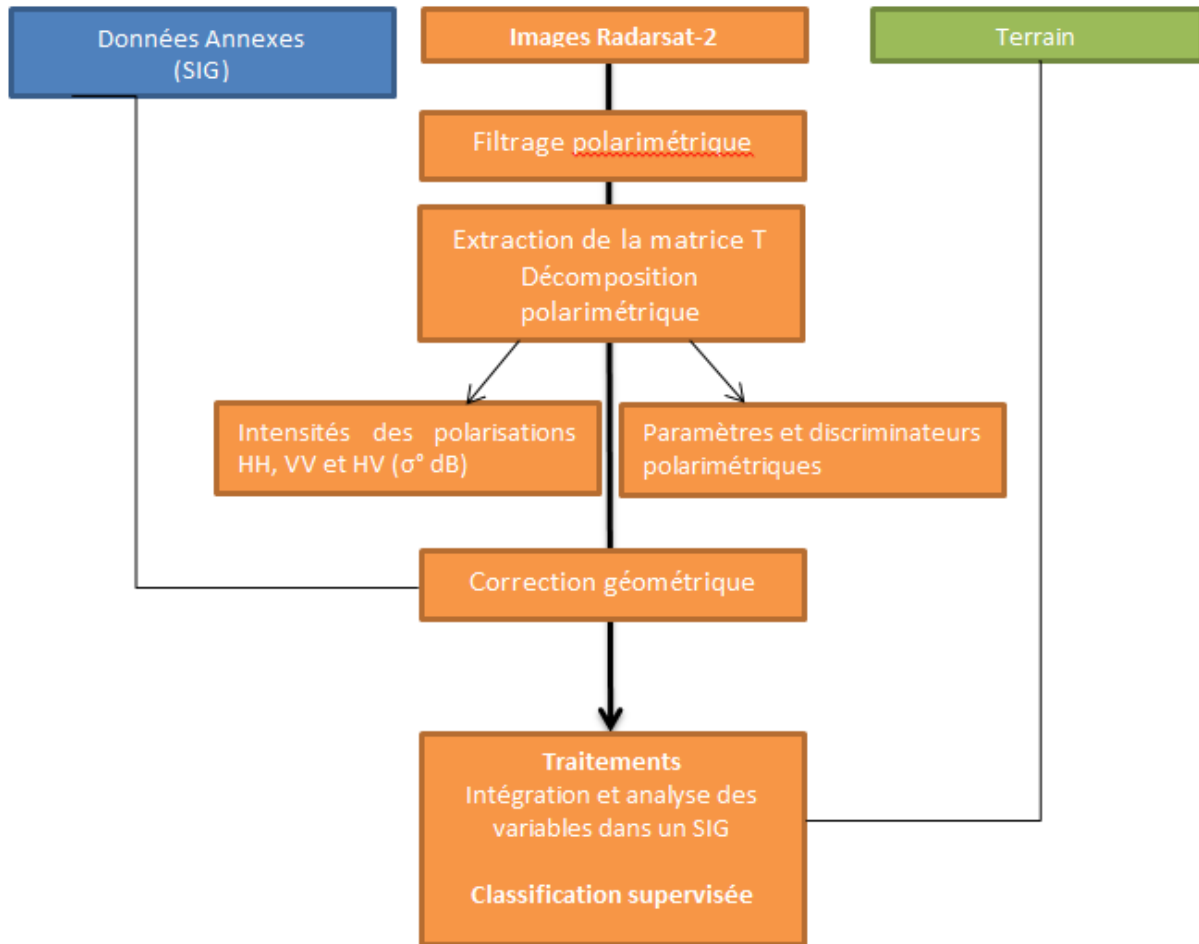 Données Annexes
(SIG)
Images Radarsat-2
Terrain
Filtrage polarimétrique
Extraction de la matrice T
Décomposition
polarimétrique
Intensités des polarisations
HH, VV et HV (σ° dB)
Paramètres et discriminateurs
polarimétriques
Correction géométrique
Traitements
Intégration et analyse des
variables dans un SIG
Classification supervisée